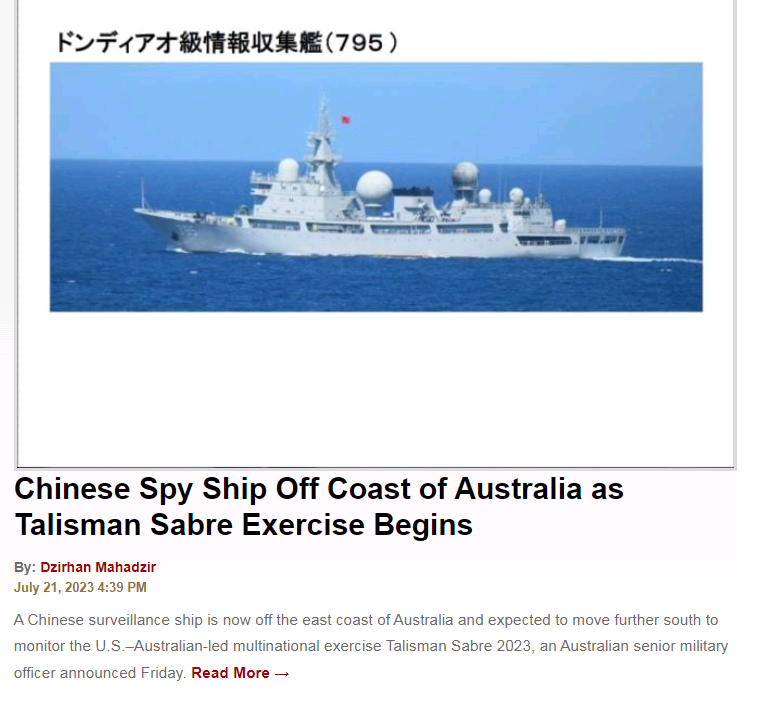 ドンディアオ級情報収集艦(795)
Chinese Spy Ship Off Coast of Australia as
Talisman Sabre Exercise Begins
By: Dzirhan Mahadzir
July 21, 2023 4:39 PM
A Chinese surveillance ship is now off the east coast of Australia and expected to move further south to
monitor the U.S.–Australian-led multinational exercise Talisman Sabre 2023, an Australian senior military
officer announced Friday. Read More →